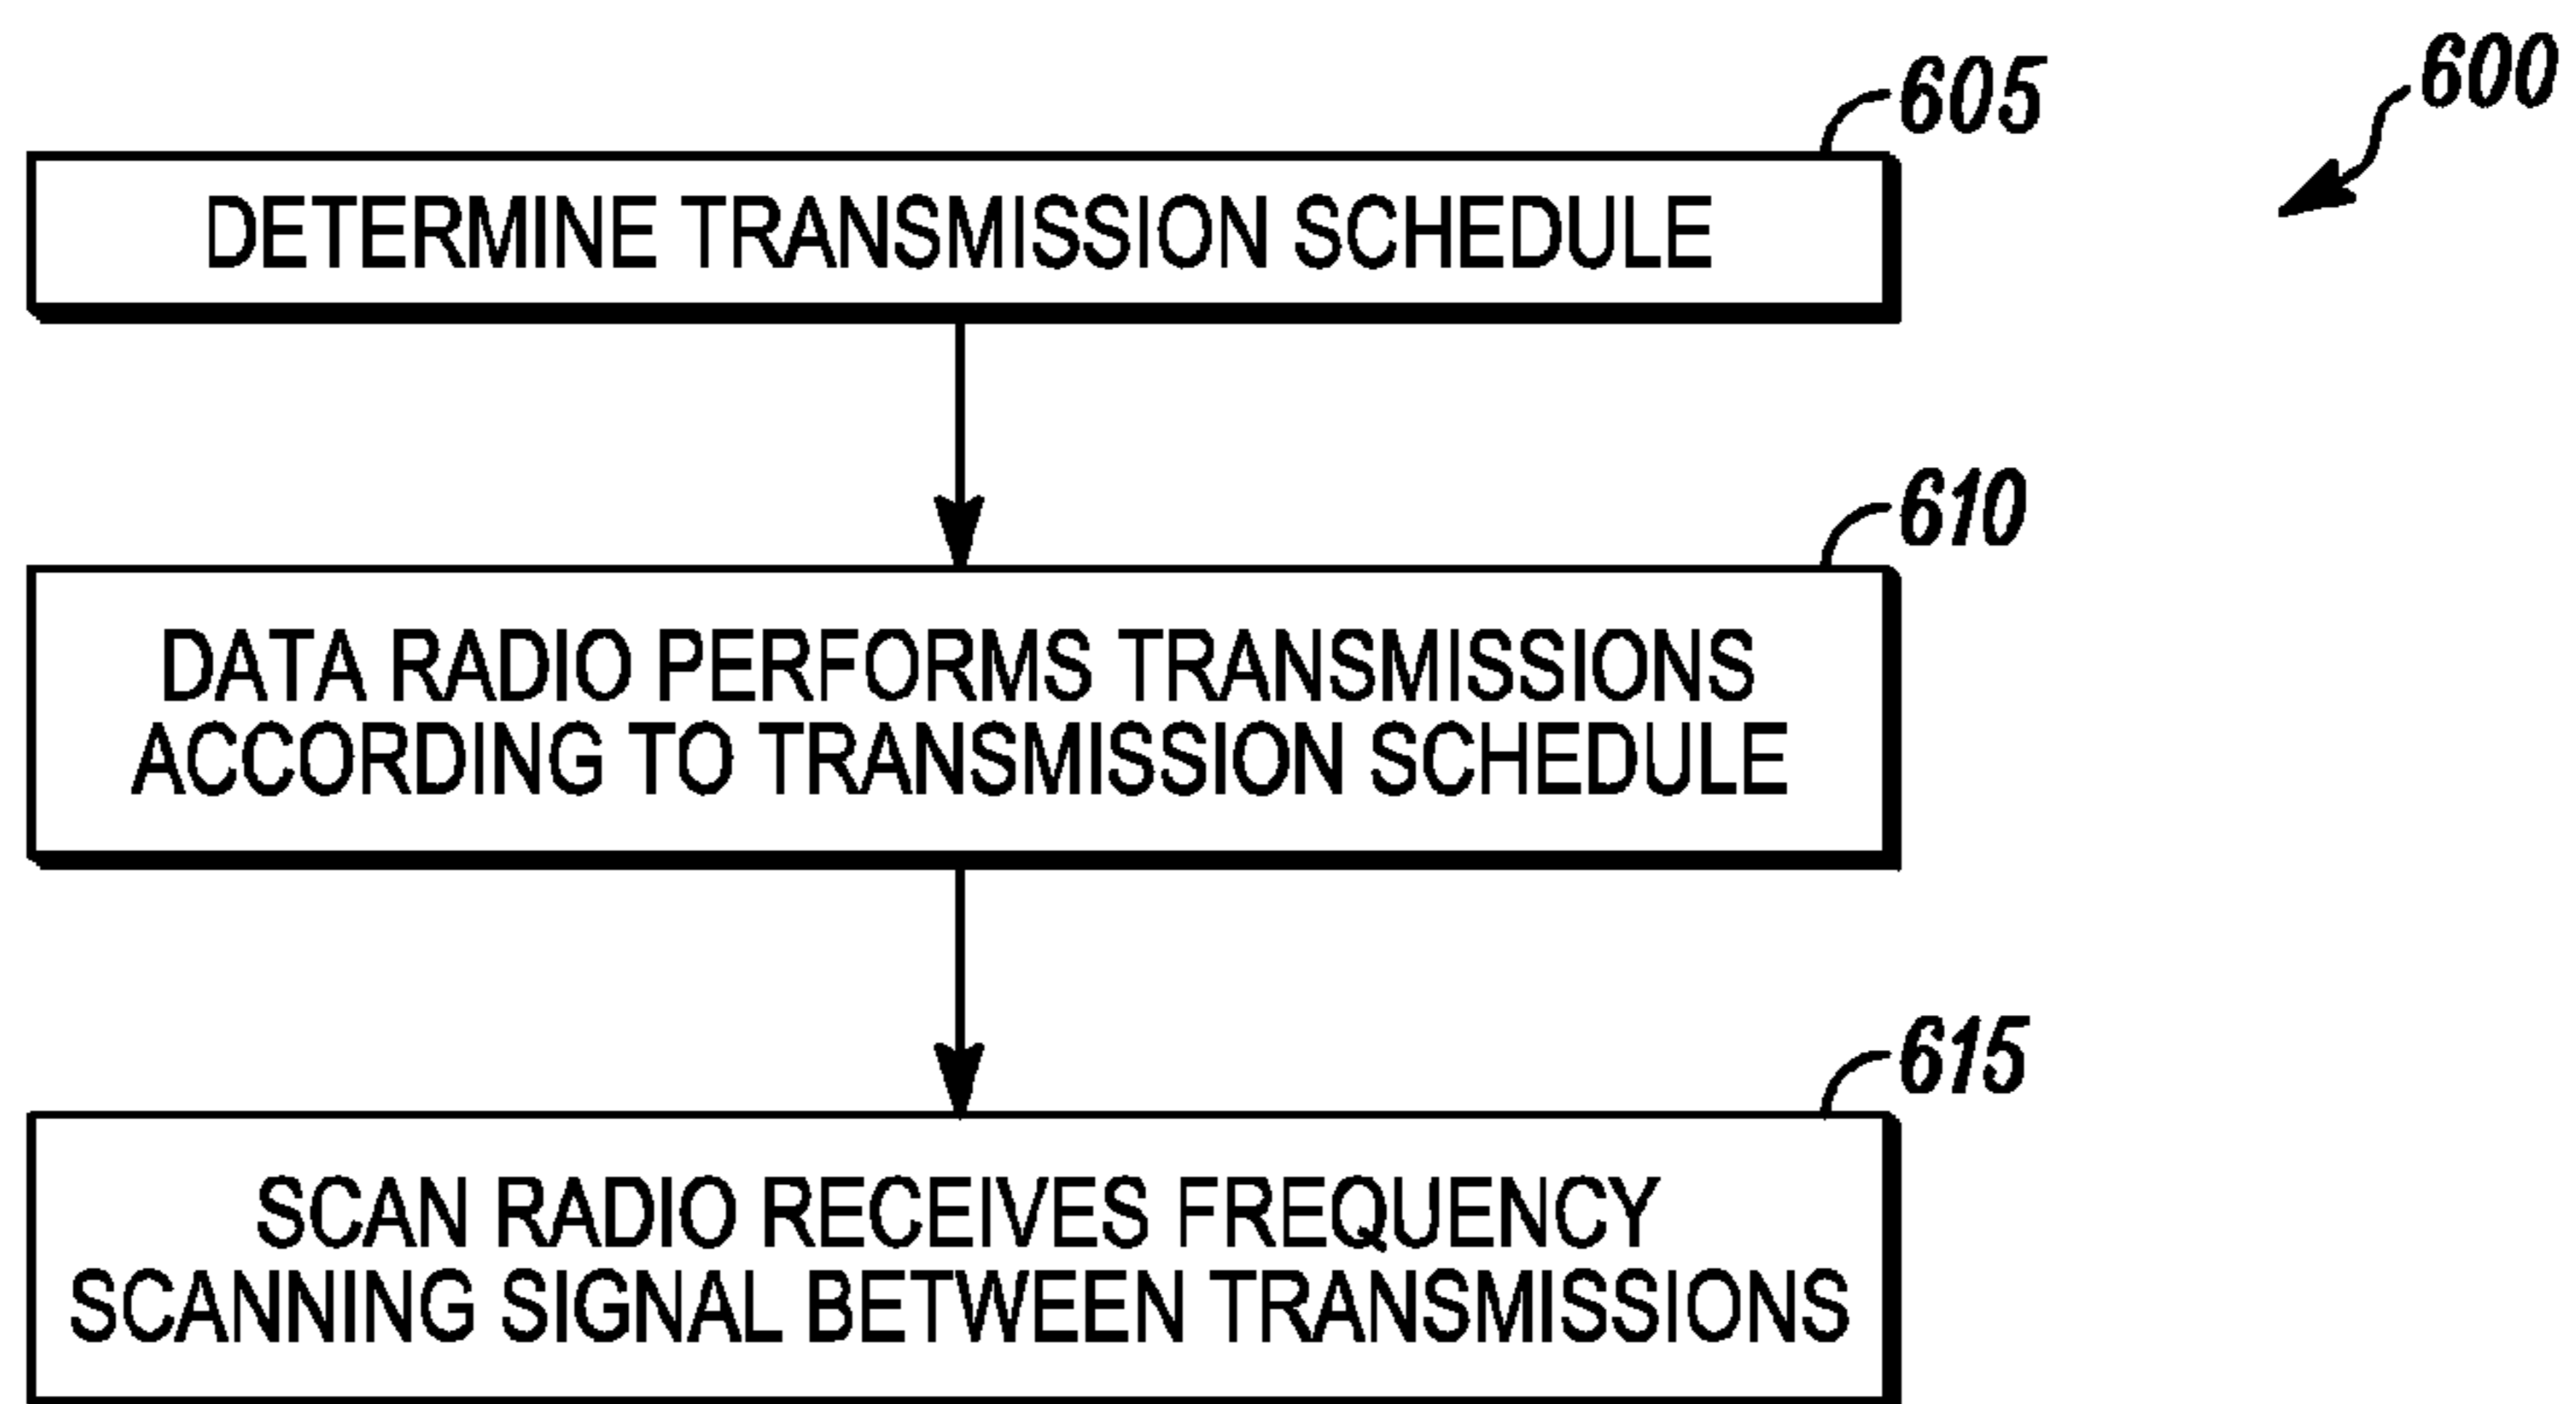 605
600
DETERMINE TRANSMISSION SCHEDULE
610
DATA RADIO PERFORMS TRANSMISSIONS
ACCORDING TO TRANSMISSION SCHEDULE
615
SCAN RADIO RECEIVES FREQUENCY
SCANNING SIGNAL BETWEEN TRANSMISSIONS